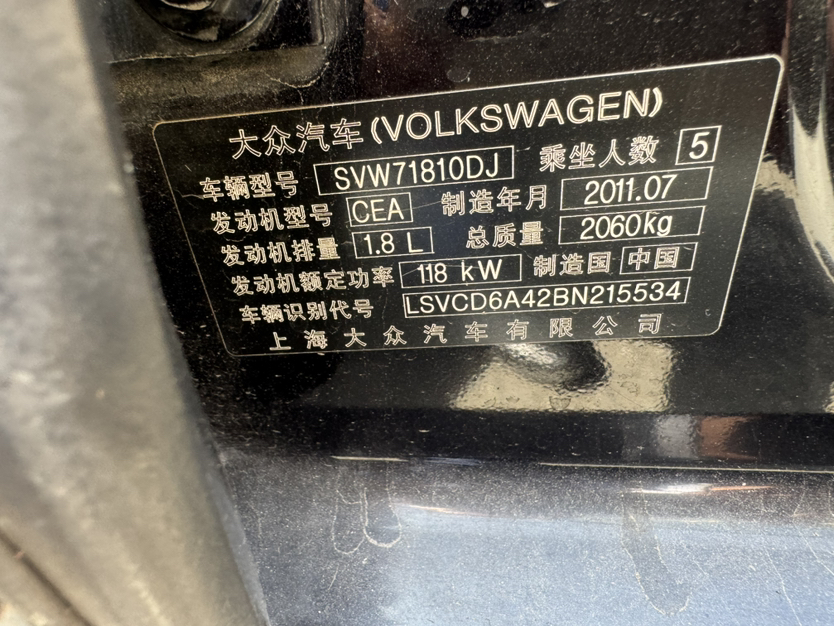 大众汽车(VOLKSWAGEN)
车辆型号 SVW71810DJ 乘坐人数 5
发动机型号 CEA 制造年月 2011.07
发动机排量 1.8 L 总质量 2060kg
发动机额定功率 118 kW 制造国 中国
车辆识别代号 LSVCD6A42BN215534
上海大众汽车有限公司